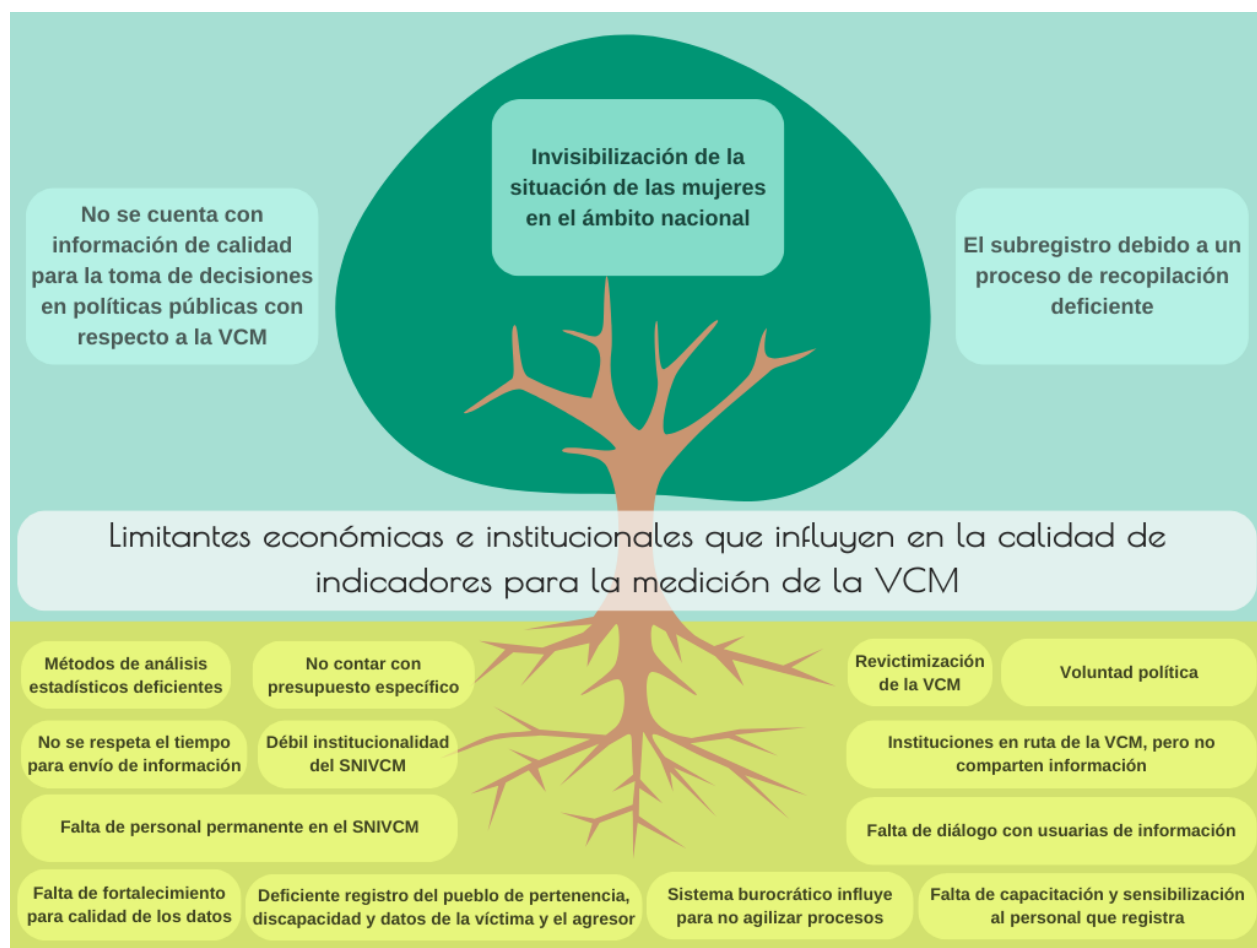 Invisibilización de la
situación de las mujeres
en el ámbito nacional
No se cuenta con
información de calidad
para la toma de decisiones
en políticas públicas con
respecto a la VCM
El subregistro debido a un
proceso de recopilación
deficiente
Limitantes económicas e institucionales que influyen en la calidad de
indicadores para la medición de la VCM
Métodos de análisis
estadísticos deficientes
No contar con
presupuesto específico
Revictimización
de la VCM
Voluntad política
No se respeta el tiempo
para envío de información
Débil institucionalidad
del SNIVCM
Instituciones en ruta de la VCM, pero no
comparten información
Falta de personal permanente en el SNIVCM
Falta de diálogo con usuarias de información
Falta de fortalecimiento
para calidad de los datos
Deficiente registro del pueblo de pertenencia,
discapacidad y datos de la víctima y el agresor
Sistema burocrático influye
para no agilizar procesos
Falta de capacitación y sensibilización
al personal que registra